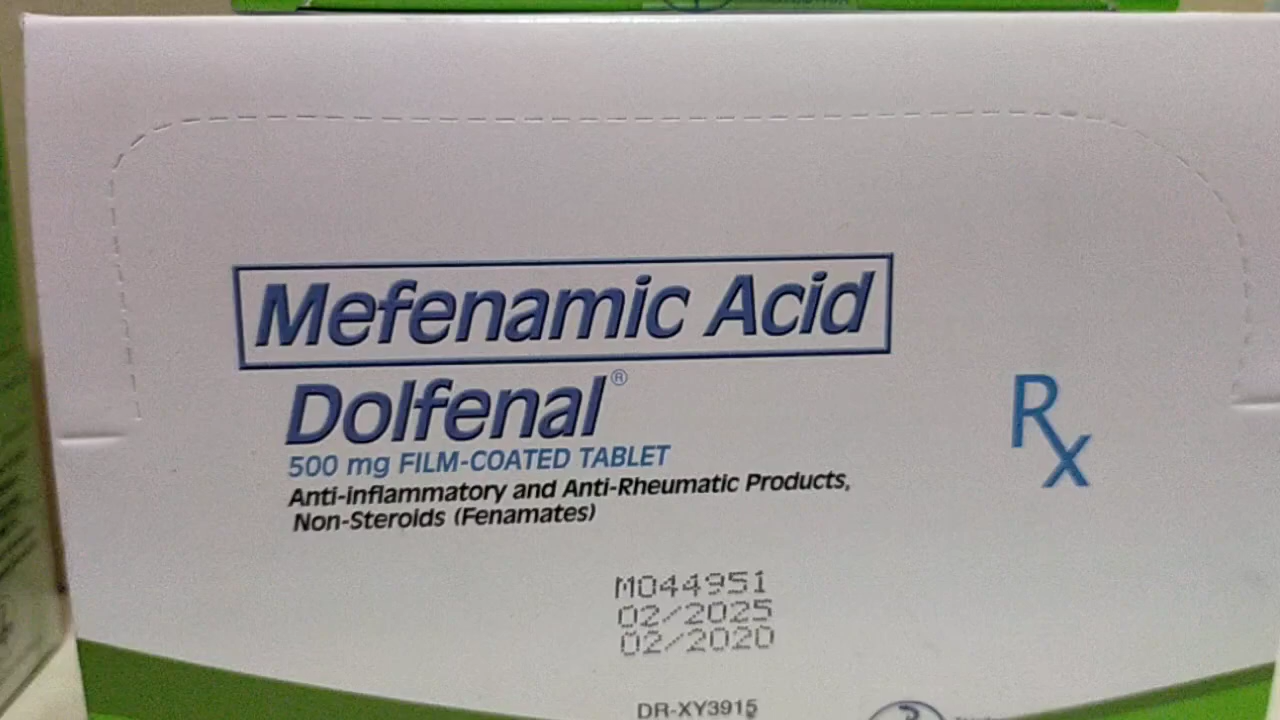 Mefenamic Acid
Dolfenal®
500 mg FILM-COATED TABLET
Anti-inflammatory and Anti-Rheumatic Products,
Non-Steroids (Fenamates)
Rx
M044951
02/2025
02/2020
DR-XY3915